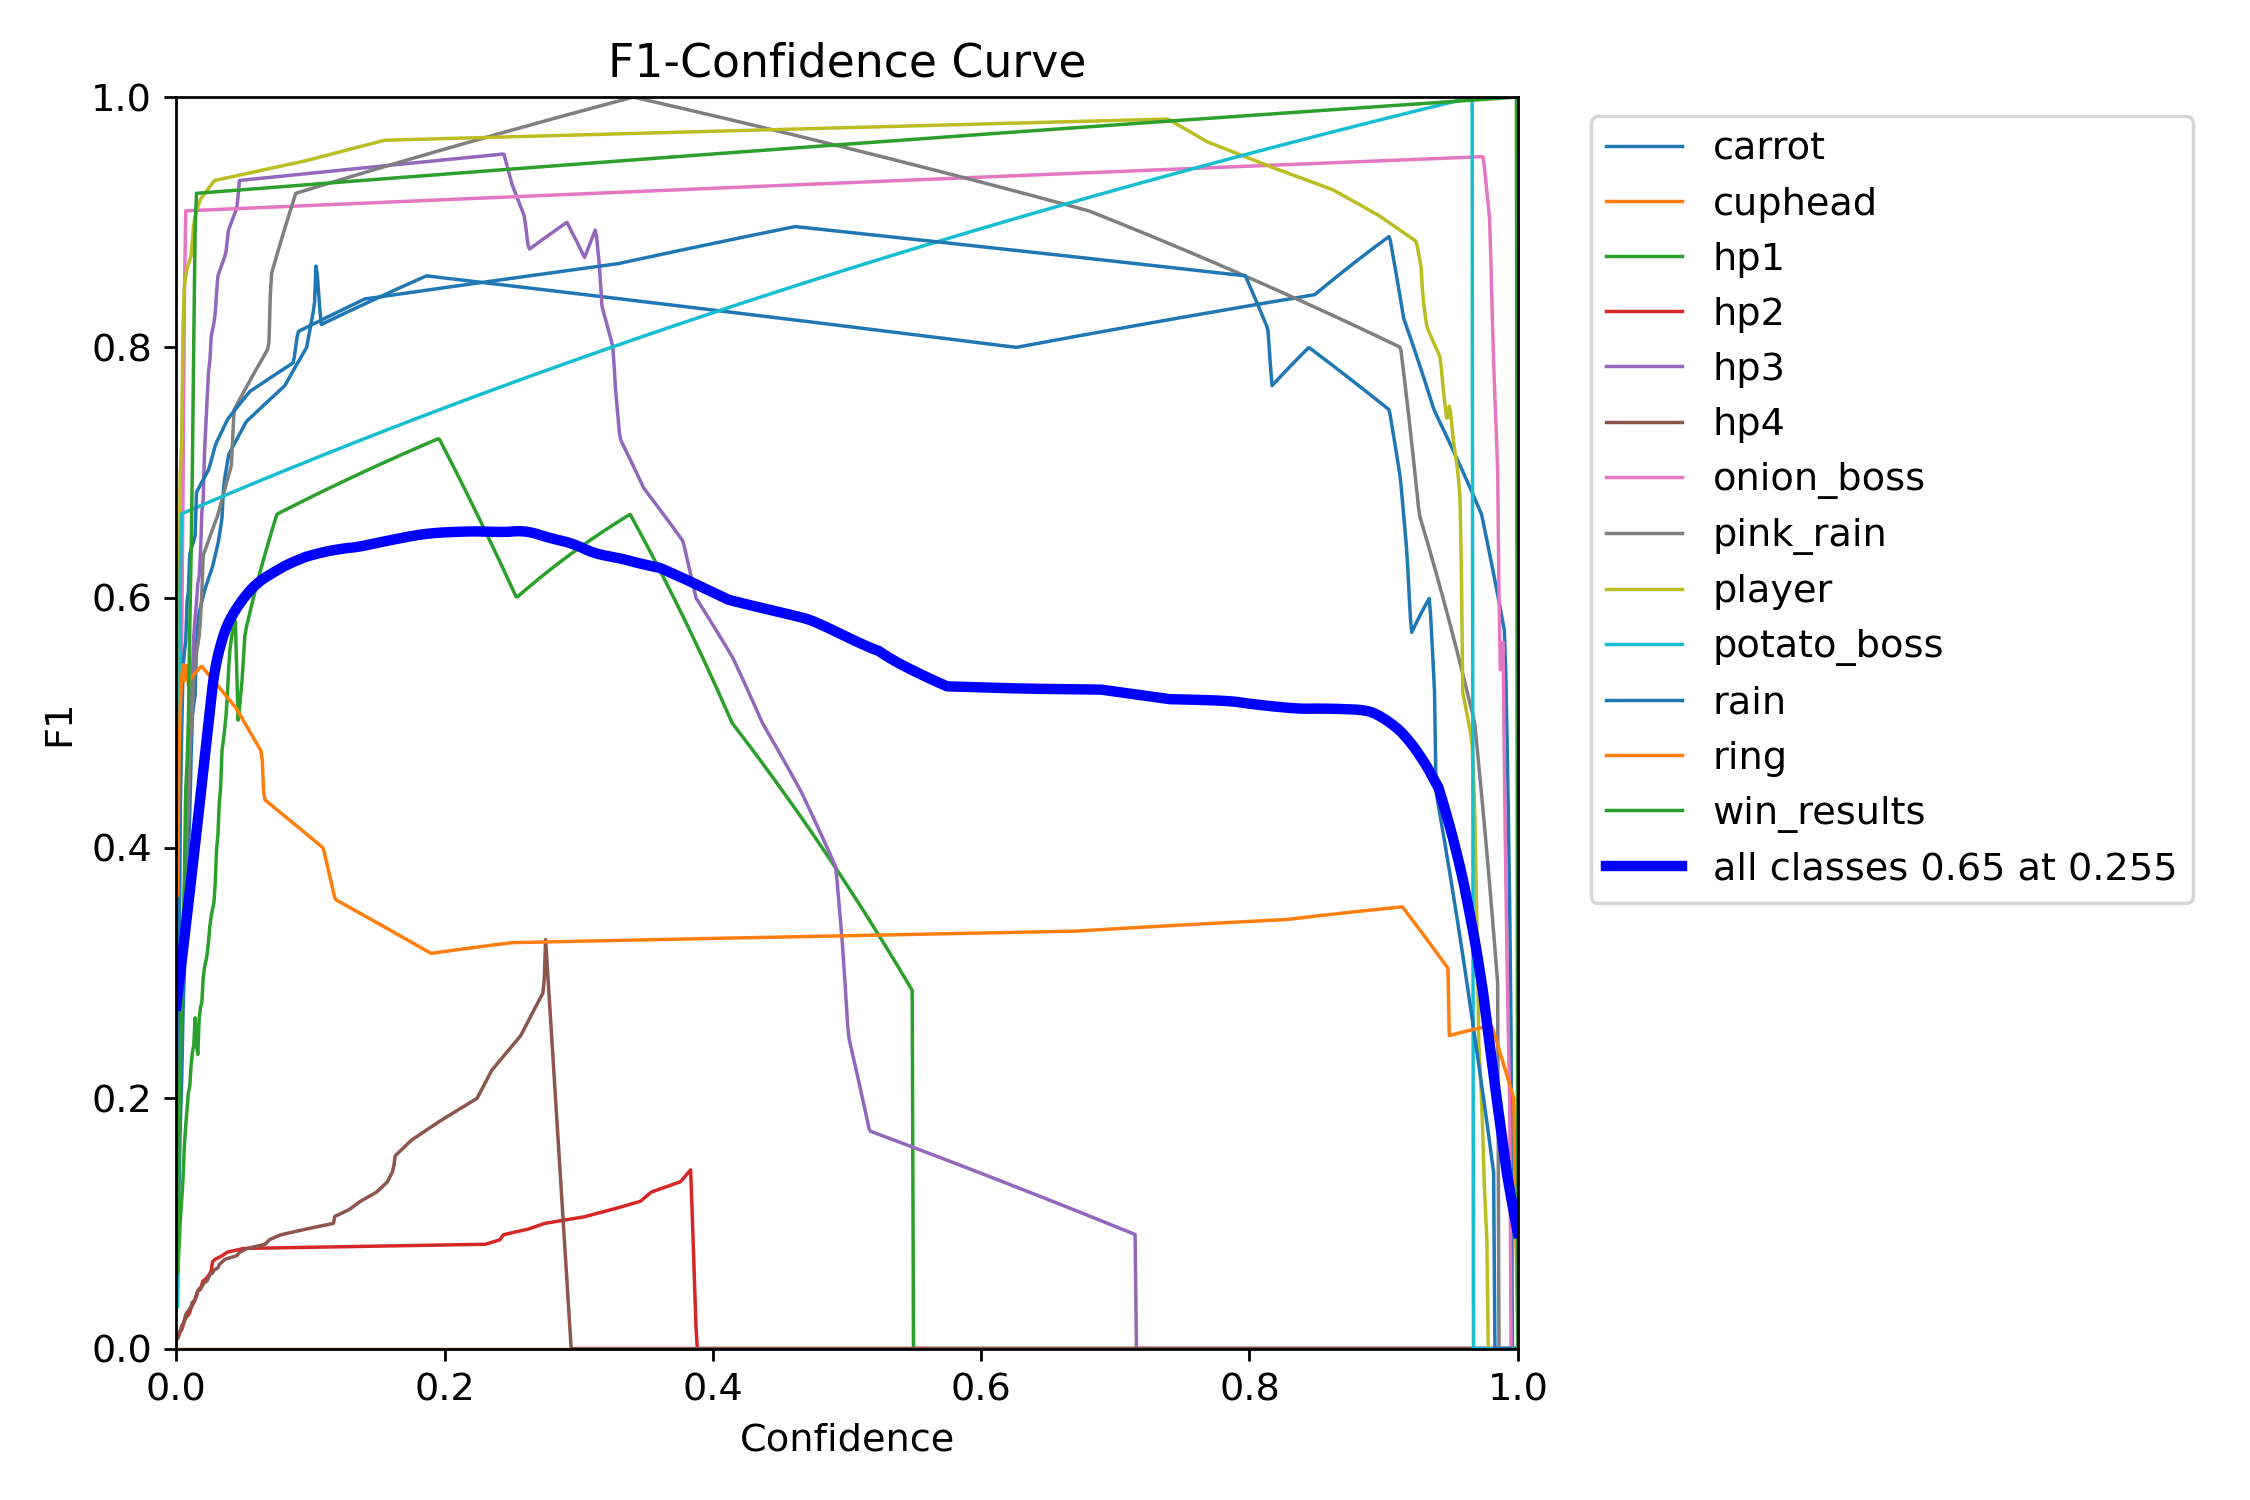 F1-Confidence Curve
1.0
0.8
0.6
0.4
0.2
0.0
F1
0.0 0.2 0.4 0.6 0.8 1.0
Confidence
carrot
cuphead
hp1
hp2
hp3
hp4
onion_boss
pink_rain
player
potato_boss
rain
ring
win_results
all classes 0.65 at 0.255